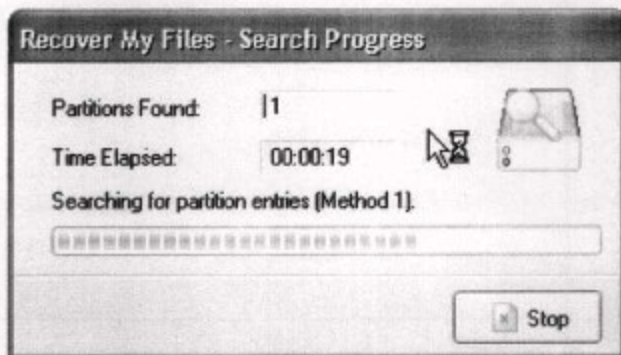 Recover My Files - Search Progress
Partitions Found: 1
Time Elapsed: 00:00:19
Searching for partition entries (Method 1).
Stop